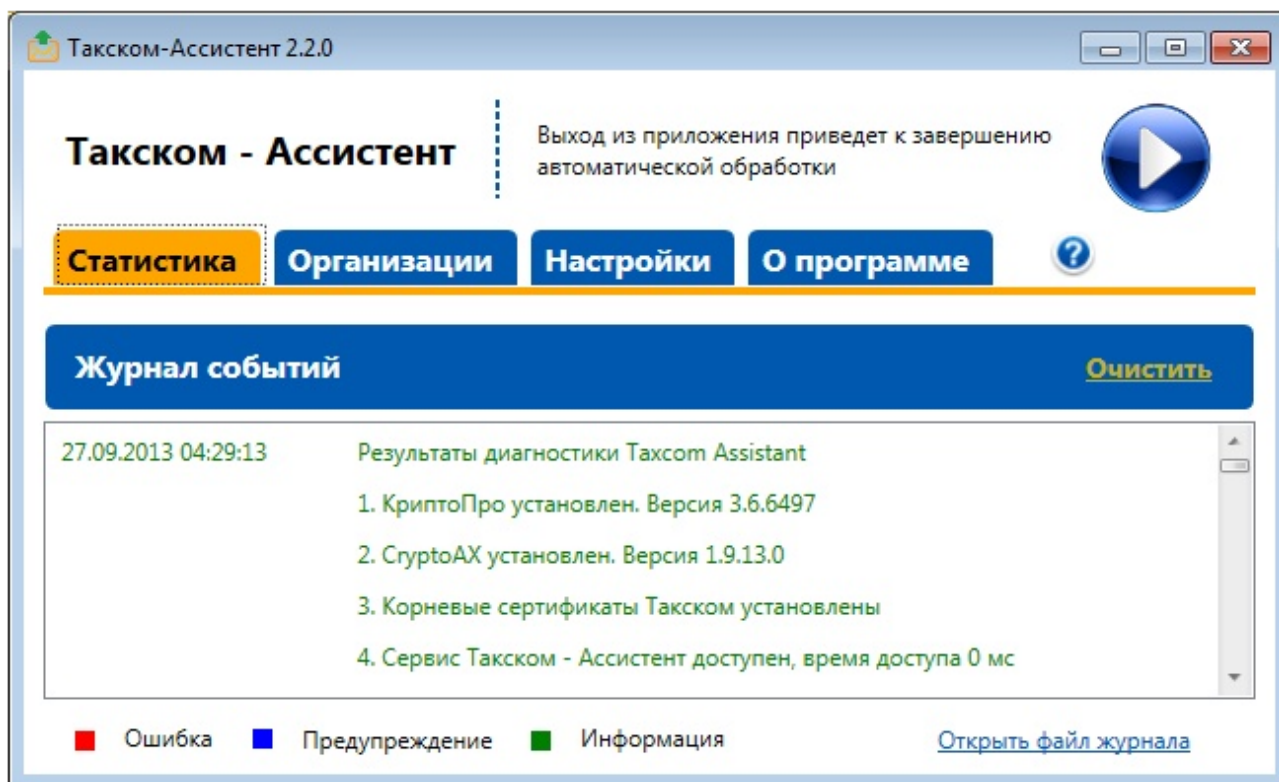 Такском-Ассистент 2.2.0
Такском - Ассистент
Выход из приложения приведет к завершению
автоматической обработки
Статистика
Организации
Настройки
О программе
?
Журнал событий
Очистить
27.09.2013 04:29:13 Результаты диагностики Taxcom Assistant
1. КриптоПро установлен. Версия 3.6.6497
2. CryptoAX установлен. Версия 1.9.13.0
3. Корневые сертификаты Такском установлены
4. Сервис Такском - Ассистент доступен, время доступа 0 мс
Ошибка
Предупреждение
Информация
Открыть файл журнала